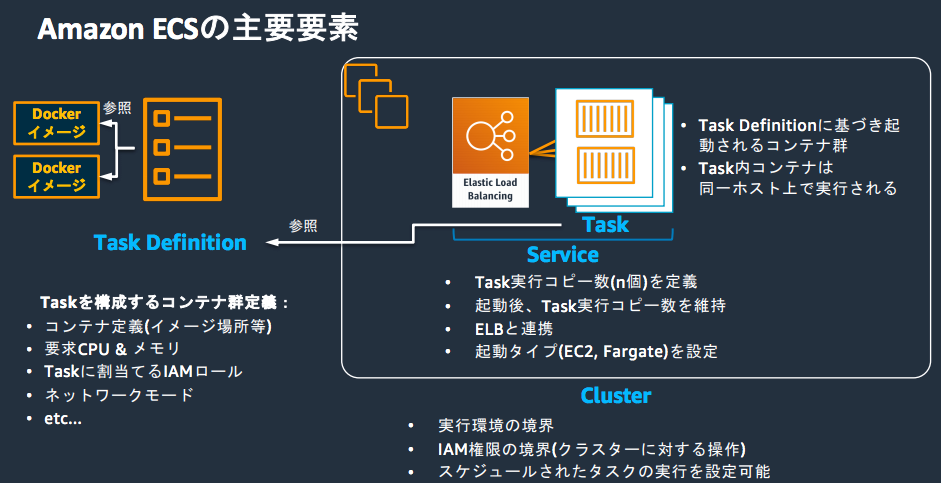 Amazon ECSの主要要素
Docker
イメージ
参照
Docker
イメージ
Task Definition
参照
Taskを構成するコンテナ群定義：
• コンテナ定義(イメージ場所等)
• 要求CPU & メモリ
• Taskに割当てるIAMロール
• ネットワークモード
• etc...
Elastic Load
Balancing
• Task Definitionに基づき起
動されるコンテナ群
• Task内コンテナは
同一ホスト上で実行される
Task
Service
• Task実行コピー数(n個)を定義
• 起動後、Task実行コピー数を維持
• ELBと連携
• 起動タイプ(EC2, Fargate)を設定
Cluster
• 実行環境の境界
• IAM権限の境界(クラスターに対する操作)
• スケジュールされたタスクの実行を設定可能